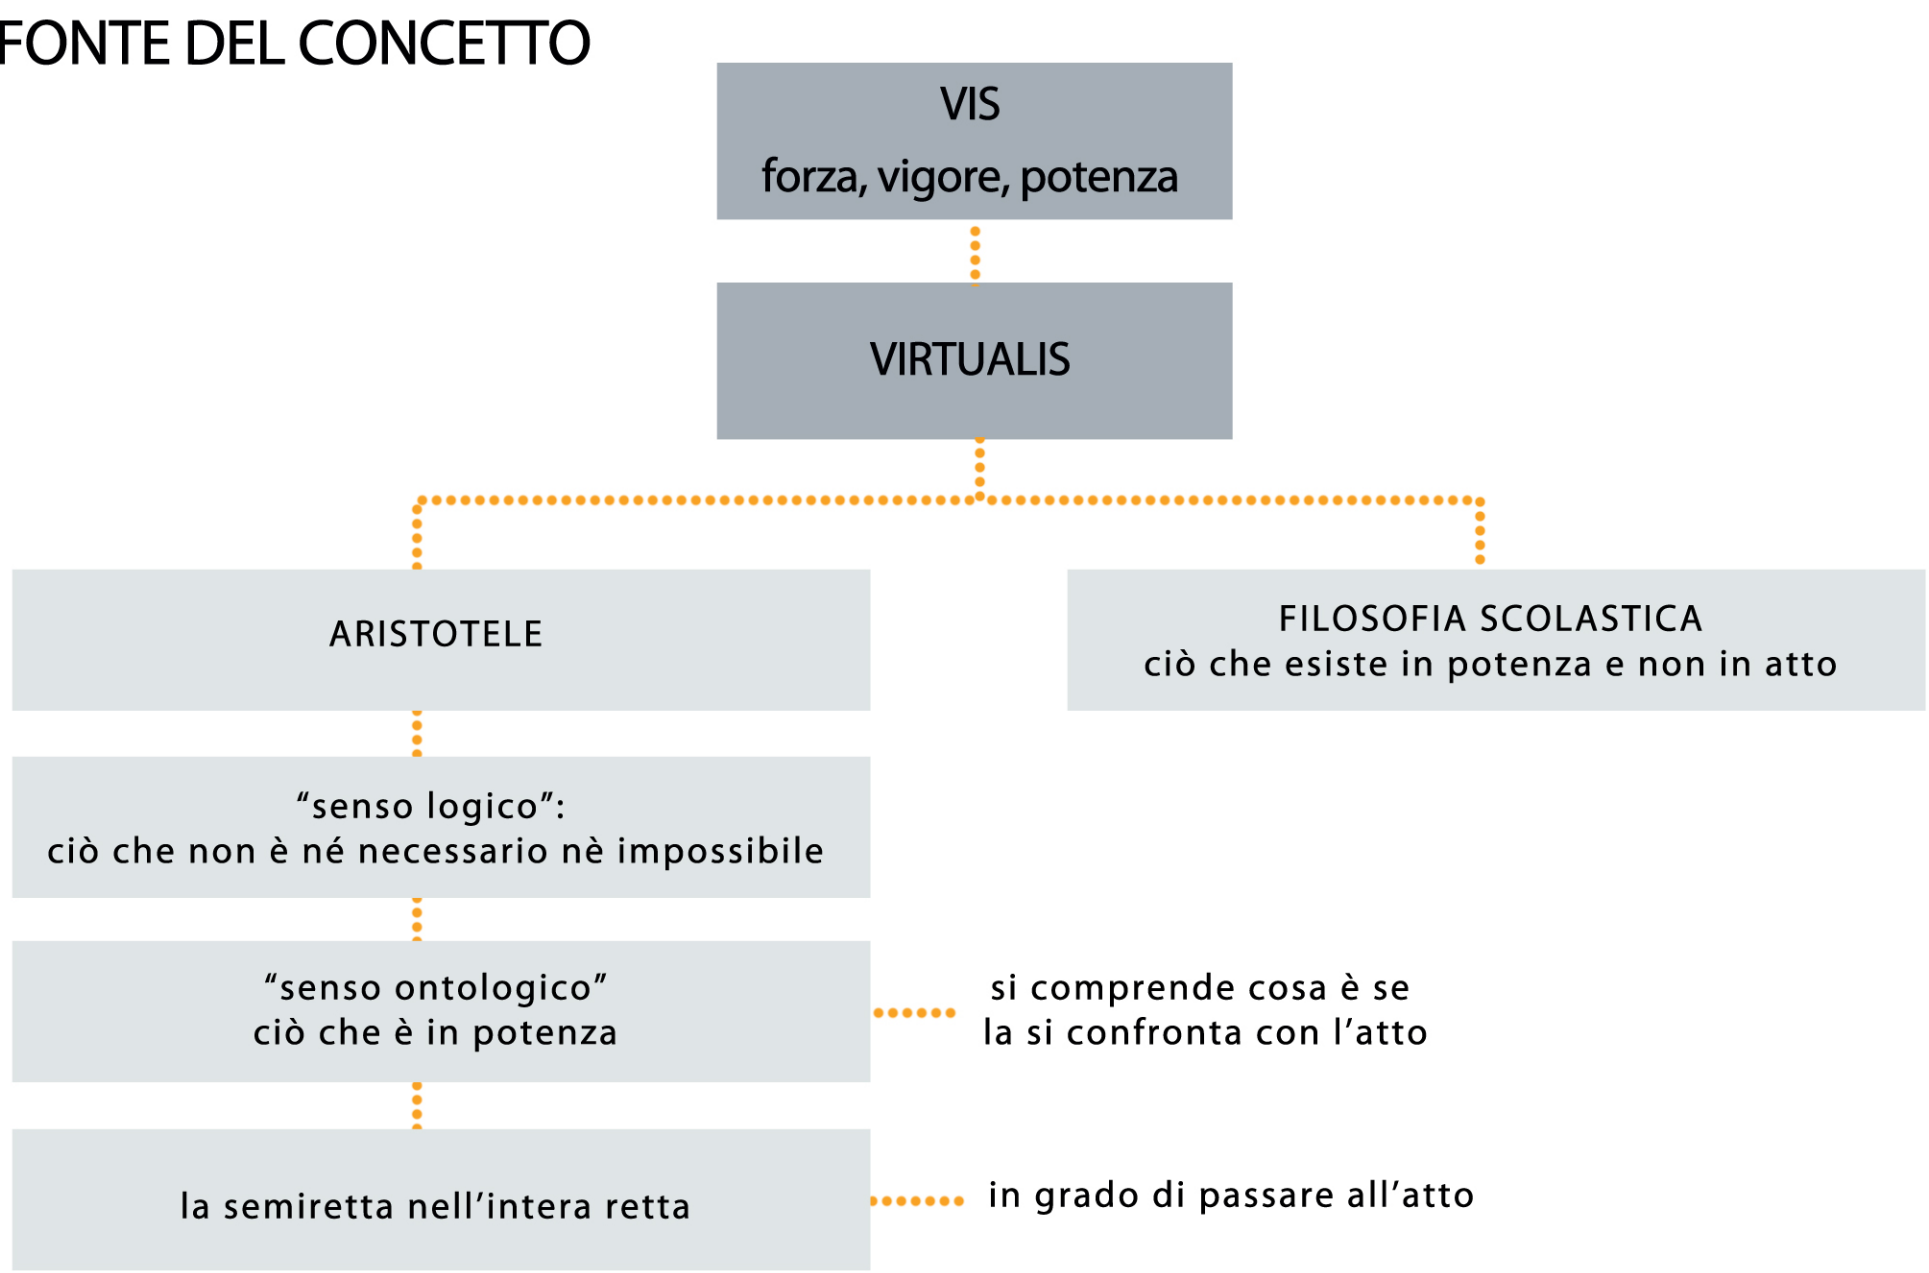 FONTE DEL CONCETTO
VIS
forza, vigore, potenza
VIRTUALIS
ARISTOTELE
FILOSOFIA SCOLASTICA
ciò che esiste in potenza e non in atto
“senso logico”:
ciò che non è né necessario nè impossibile
“senso ontologico”
ciò che è in potenza
si comprende cosa è se
la si confronta con l’atto
la semiretta nell’intera retta
in grado di passare all’atto